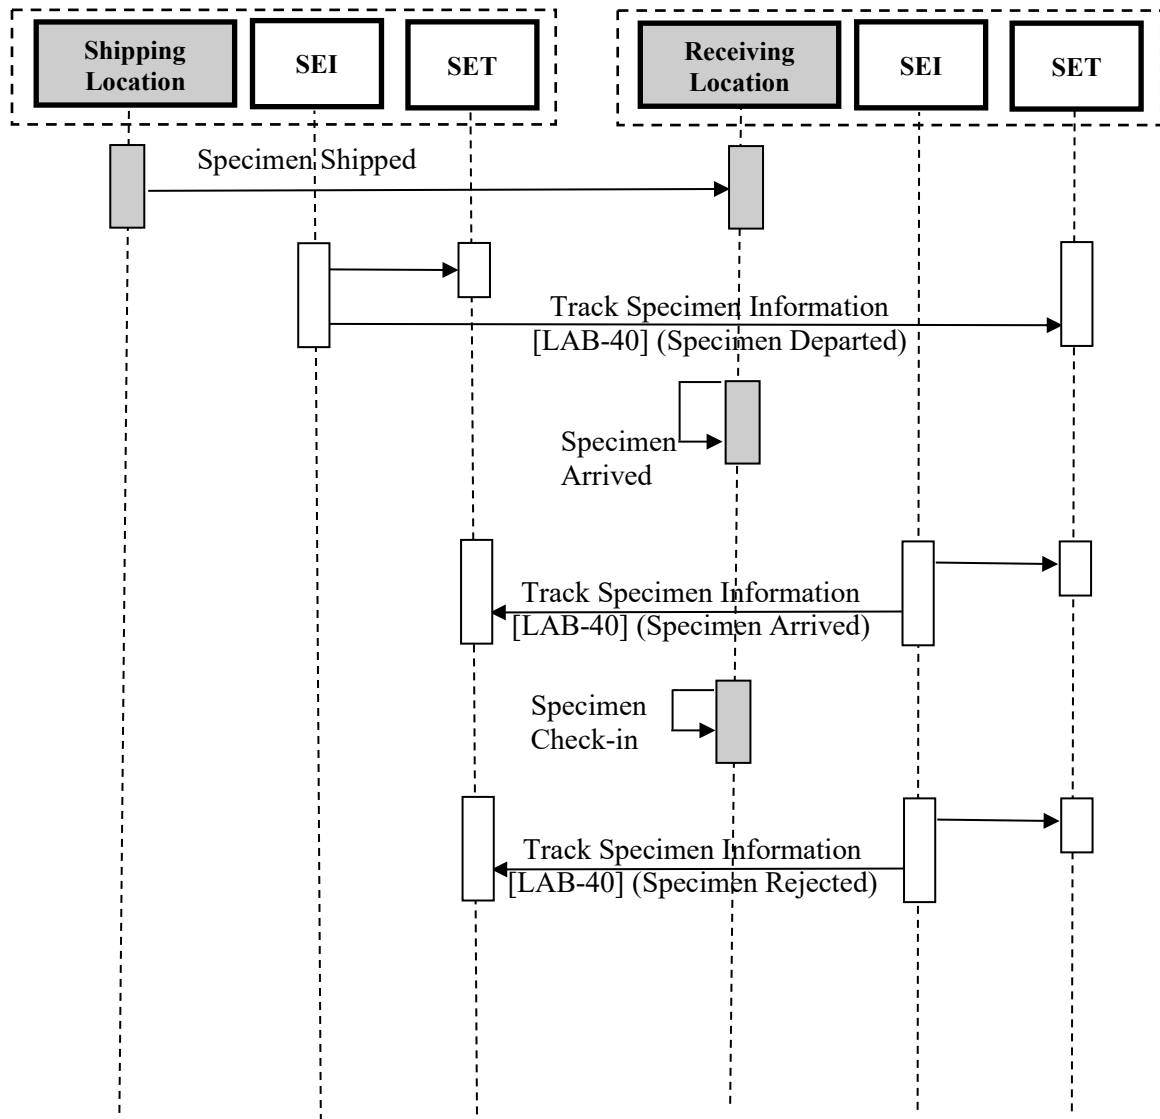 Shipping
Location
SEI
SET
Receiving
Location
SEI
SET
Specimen Shipped
Track Specimen Information
[LAB-40] (Specimen Departed)
Specimen
Arrived
Track Specimen Information
[LAB-40] (Specimen Arrived)
Specimen
Check-in
Track Specimen Information
[LAB-40] (Specimen Rejected)